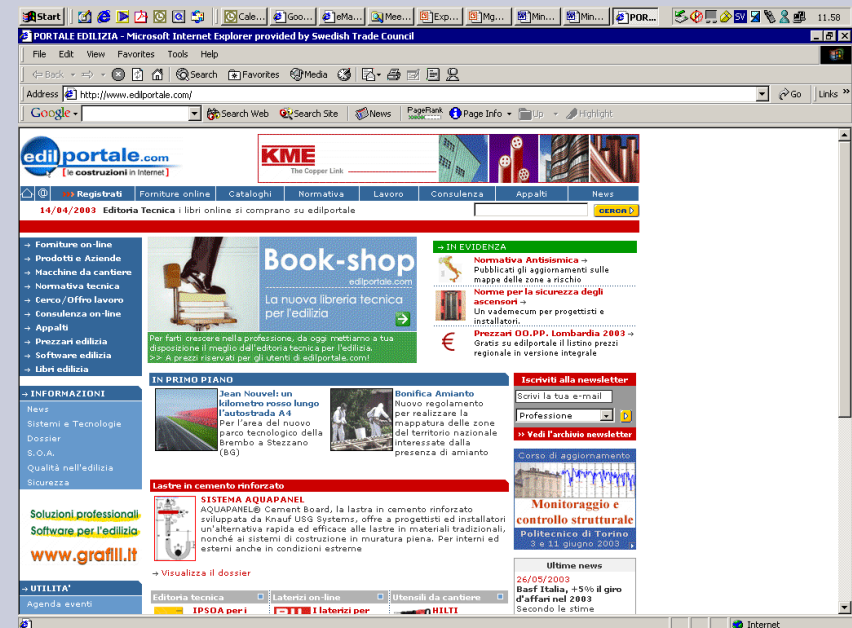 Start
Cale...
Goo...
eMa...
Mee...
Exp...
Mg...
Min...
Min...
POR...
SV
11.58
PORTALE EDILIZIA - Microsoft Internet Explorer provided by Swedish Trade Council
File Edit View Favorites Tools Help
Back Search Favorites Media
Address http://www.edilportale.com/ Go Links »
Google Search Web Search Site News PageRank Page Info Up Highlight
edilportale.com
[le costruzioni in Internet]
KME
The Copper Link
@ Registrati Forniture online Cataloghi Normativa Lavoro Consulenza Appalti News
14/04/2003 Editoria Tecnica i libri online si comprano su edilportale
CERCA
→ Forniture on-line
→ Prodotti e Aziende
→ Macchine da cantiere
→ Normativa tecnica
→ Cerco/Offro lavoro
→ Consulenza on-line
→ Appalti
→ Prezzari edilizia
→ Software edilizia
→ Libri edilizia
Book-shop
edilportale.com
La nuova libreria tecnica
per l'edilizia
Per farti crescere nella professione, da oggi mettiamo a tua
disposizione il meglio dell'editoria tecnica per l'edilizia.
>> A prezzi riservati per gli utenti di edilportale.com!
→ IN EVIDENZA
Normativa Antisismica →
Pubblicati gli aggiornamenti sulle
mappe delle zone a rischio
Norme per la sicurezza degli
ascensori →
Un vademecum per progettisti e
installatori.
€
Prezzari OO.PP. Lombardia 2003 →
Gratis su edilportale il listino prezzi
regionale in versione integrale
→ INFORMAZIONI
News
Sistemi e Tecnologie
Dossier
S.O.A.
Qualità nell'edilizia
Sicurezza
Soluzioni professionali
Software per l'edilizia
www.grafill.it
→ UTILITA'
Agenda eventi
IN PRIMO PIANO
Jean Nouvel: un
kilometro rosso lungo
l'autostrada A4
Per l'area del nuovo
parco tecnologico della
Brembo a Stezzano
(BG)
Bonifica Amianto
Nuovo regolamento
per realizzare la
mappatura delle zone
del territorio nazionale
interessate dalla
presenza di amianto
Lastre in cemento rinforzato
SISTEMA AQUAPANEL
AQUAPANEL® Cement Board, la lastra in cemento rinforzato
sviluppata da Knauf USG Systems, offre a progettisti ed installatori
un'alternativa rapida ed efficace alle lastre in materiali tradizionali,
nonché ai sistemi di costruzione in muratura piena. Per interni ed
esterni anche in condizioni estreme
→ Visualizza il dossier
Editoria tecnica
IPSOA per i
Laterizi on-line
I laterizi per
Utensili da cantiere
HILTI
Iscriviti alla newsletter
Scrivi la tua e-mail
Professione
›› Vedi l'archivio newsletter
Corso di aggiornamento
Monitoraggio e
controllo strutturale
Politecnico di Torino
3 e 11 giugno 2003
Ultime news
26/05/2003
Basf Italia, +5% il giro
d'affari nel 2003
Secondo le stime
Internet